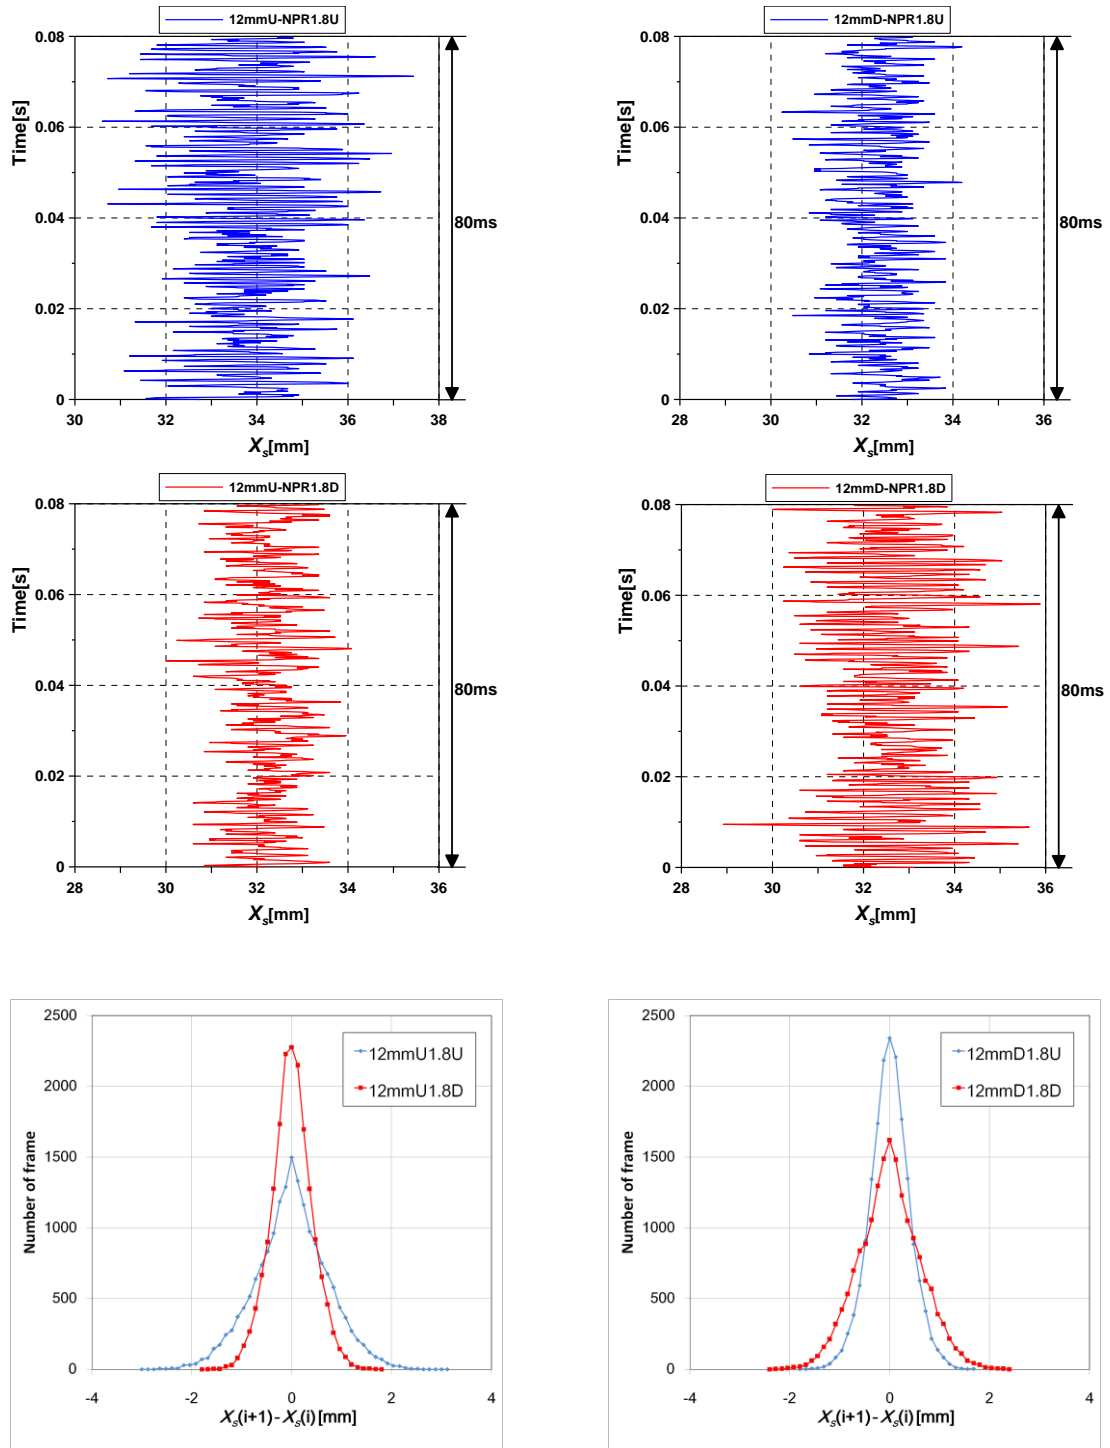 12mmU-NPR1.8U
0.08
0.06
0.04
0.02
0
Time[s]
80ms
30 32 34 36 38
Xs[mm]
12mmD-NPR1.8U
0.08
0.06
0.04
0.02
0
Time[s]
80ms
28 30 32 34 36
Xs[mm]
12mmU-NPR1.8D
0.08
0.06
0.04
0.02
0
Time[s]
80ms
28 30 32 34 36
Xs[mm]
12mmD-NPR1.8D
0.08
0.06
0.04
0.02
0
Time[s]
80ms
28 30 32 34 36
Xs[mm]
2500
2000
1500
1000
500
0
Number of frame
12mmU1.8U
12mmU1.8D
-4 -2 0 2 4
Xs(i+1)-Xs(i)[mm]
2500
2000
1500
1000
500
0
Number of frame
12mmD1.8U
12mmD1.8D
-4 -2 0 2 4
Xs(i+1)-Xs(i)[mm]